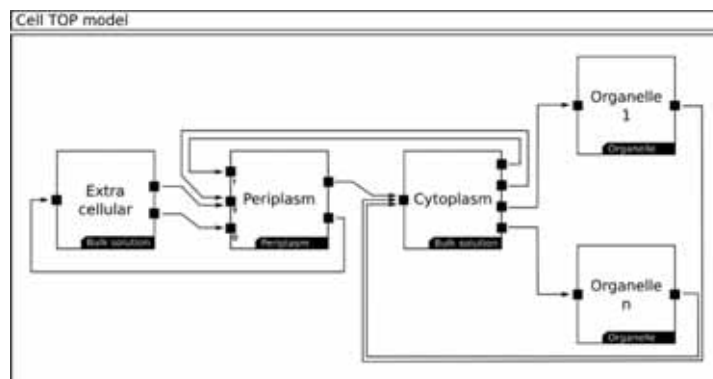 Cell TOP model
Organelle
1
Organelle
Extra
cellular
Bulk solution
Periplasm
Periplasm
Cytoplasm
Bulk solution
Organelle
n
Organelle